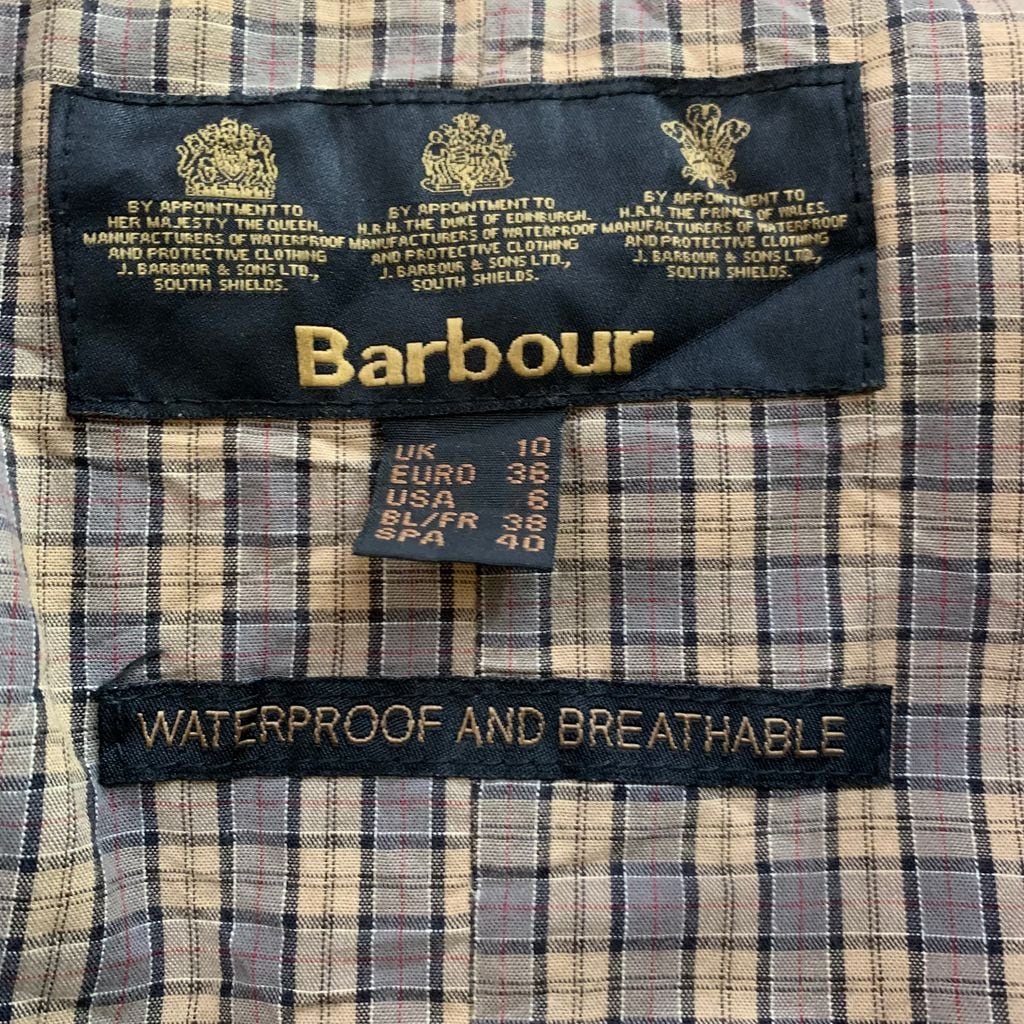 BY APPOINTMENT TO
HER MAJESTY THE QUEEN.
MANUFACTURERS OF WATERPROOF
AND PROTECTIVE CLOTHING
J. BARBOUR & SONS LTD.,
SOUTH SHIELDS.
BY APPOINTMENT TO
H.R.H. THE DUKE OF EDINBURGH.
MANUFACTURERS OF WATERPROOF
AND PROTECTIVE CLOTHING
J. BARBOUR & SONS LTD.,
SOUTH SHIELDS.
BY APPOINTMENT TO
H.R.H. THE PRINCE OF WALES.
MANUFACTURERS OF WATERPROOF
AND PROTECTIVE CLOTHING
J. BARBOUR & SONS LTD.,
SOUTH SHIELDS.
Barbour
UK 10
EURO 36
USA 6
BL/FR 38
SPA 40
WATERPROOF AND BREATHABLE